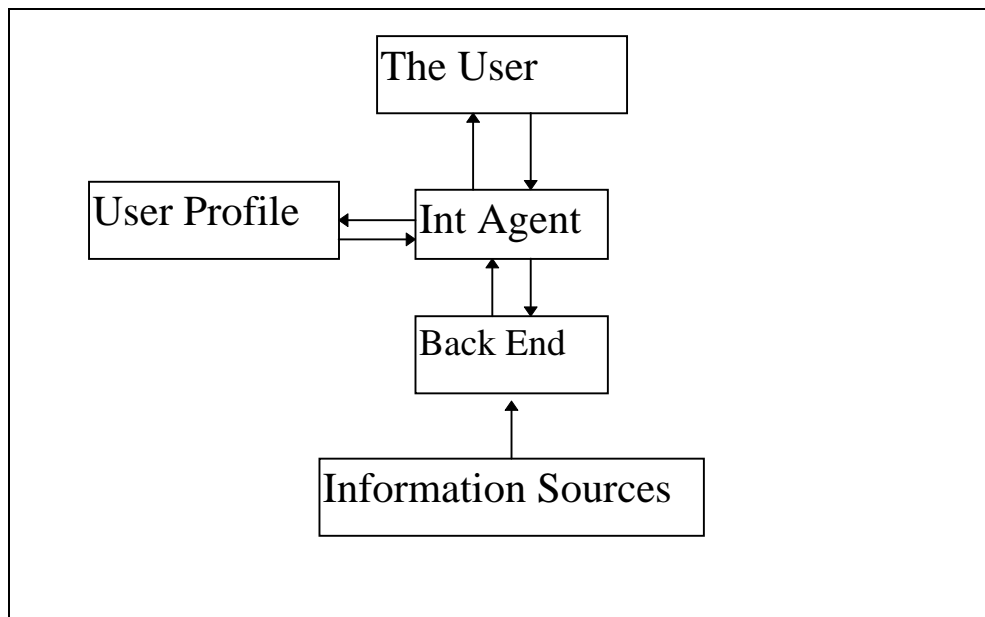 The User
User Profile
Int Agent
Back End
Information Sources